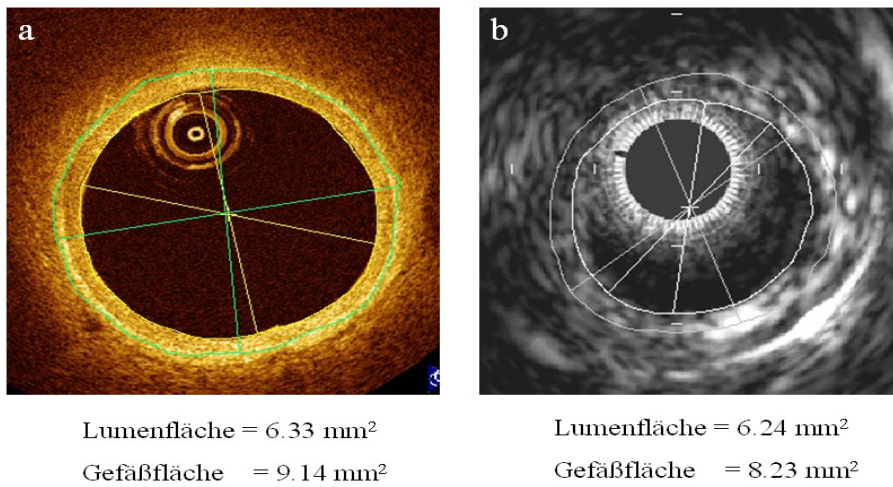 a
b
Lumenfläche = 6.33 mm²
Gefäßfläche = 9.14 mm²
Lumenfläche = 6.24 mm²
Gefäßfläche = 8.23 mm²